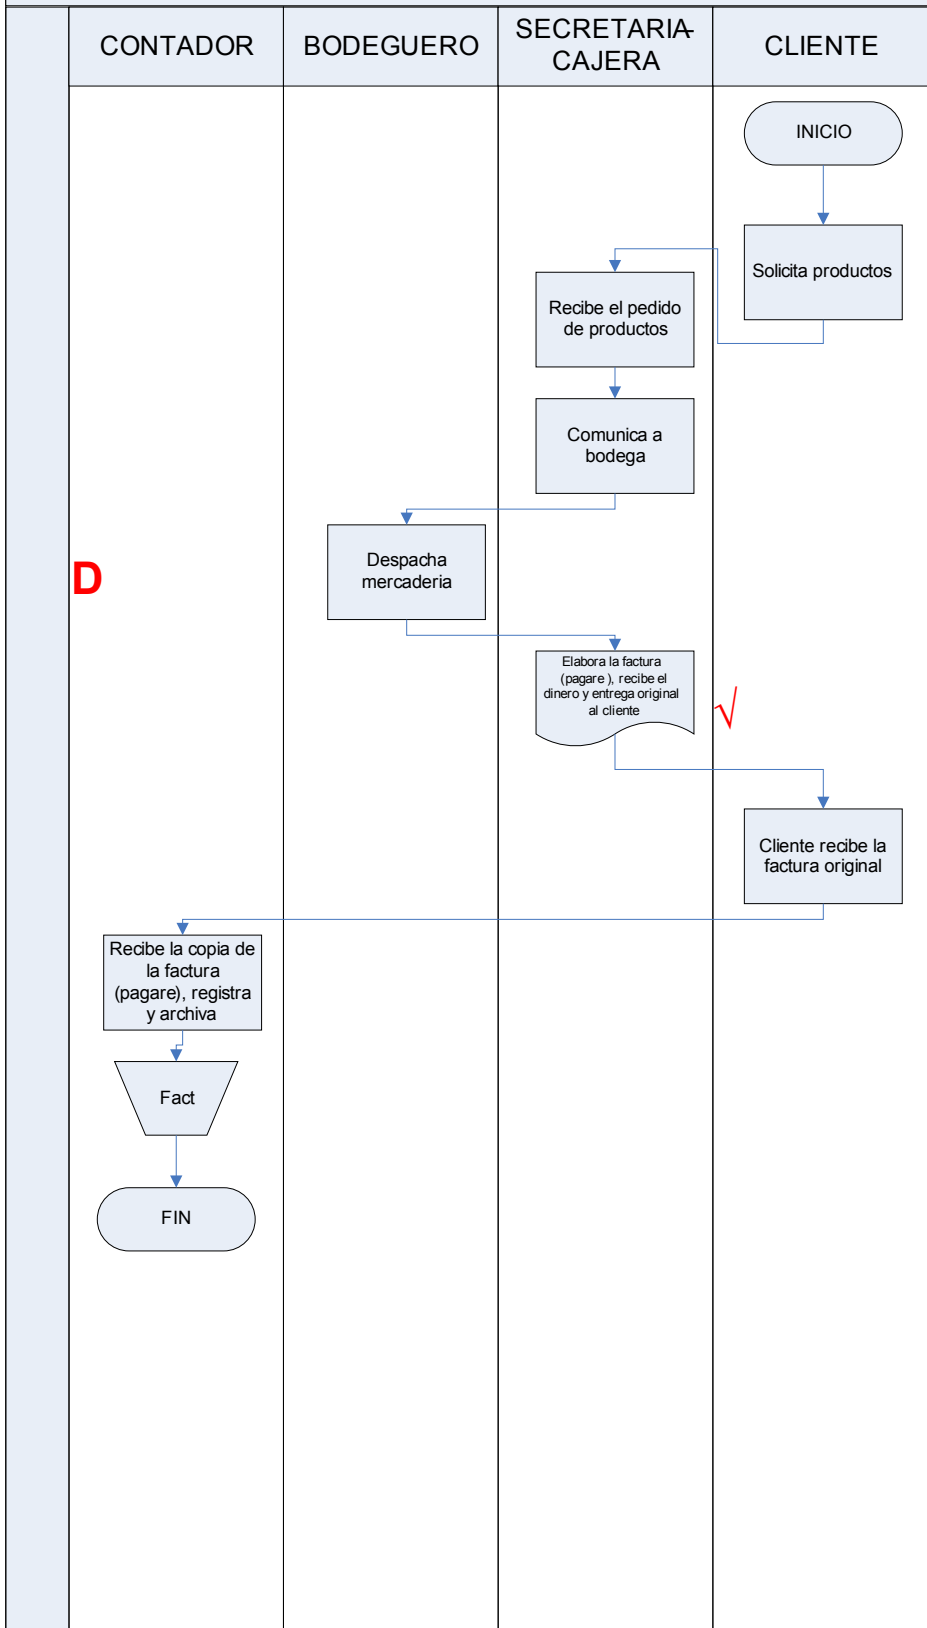 CONTADOR
BODEGUERO
SECRETARIA-
CAJERA
CLIENTE
INICIO
Solicita productos
Recibe el pedido
de productos
Comunica a
bodega
Despacha
mercaderia
D
Elabora la factura
(pagare ), recibe el
dinero y entrega original
al cliente
√
Cliente recibe la
factura original
Recibe la copia de
la factura
(pagare), registra
y archiva
Fact
FIN